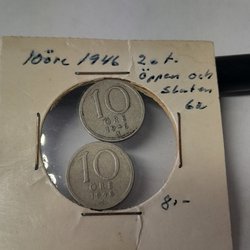 10öre 1946 2 st.
öppen och
sluten
6a
10
ÖRE
1946
10
ÖRE
1946
8:-